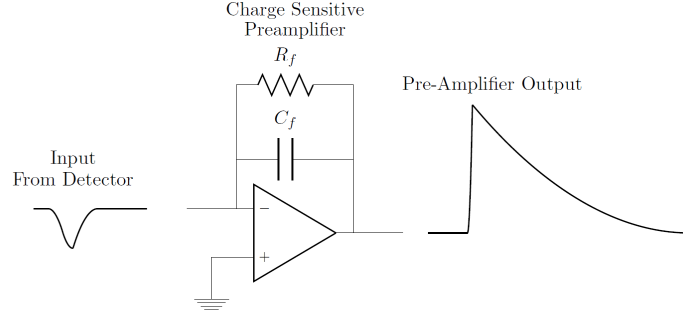 Charge Sensitive
Preamplifier
R_f
Pre-Amplifier Output
C_f
Input
From Detector
−
+